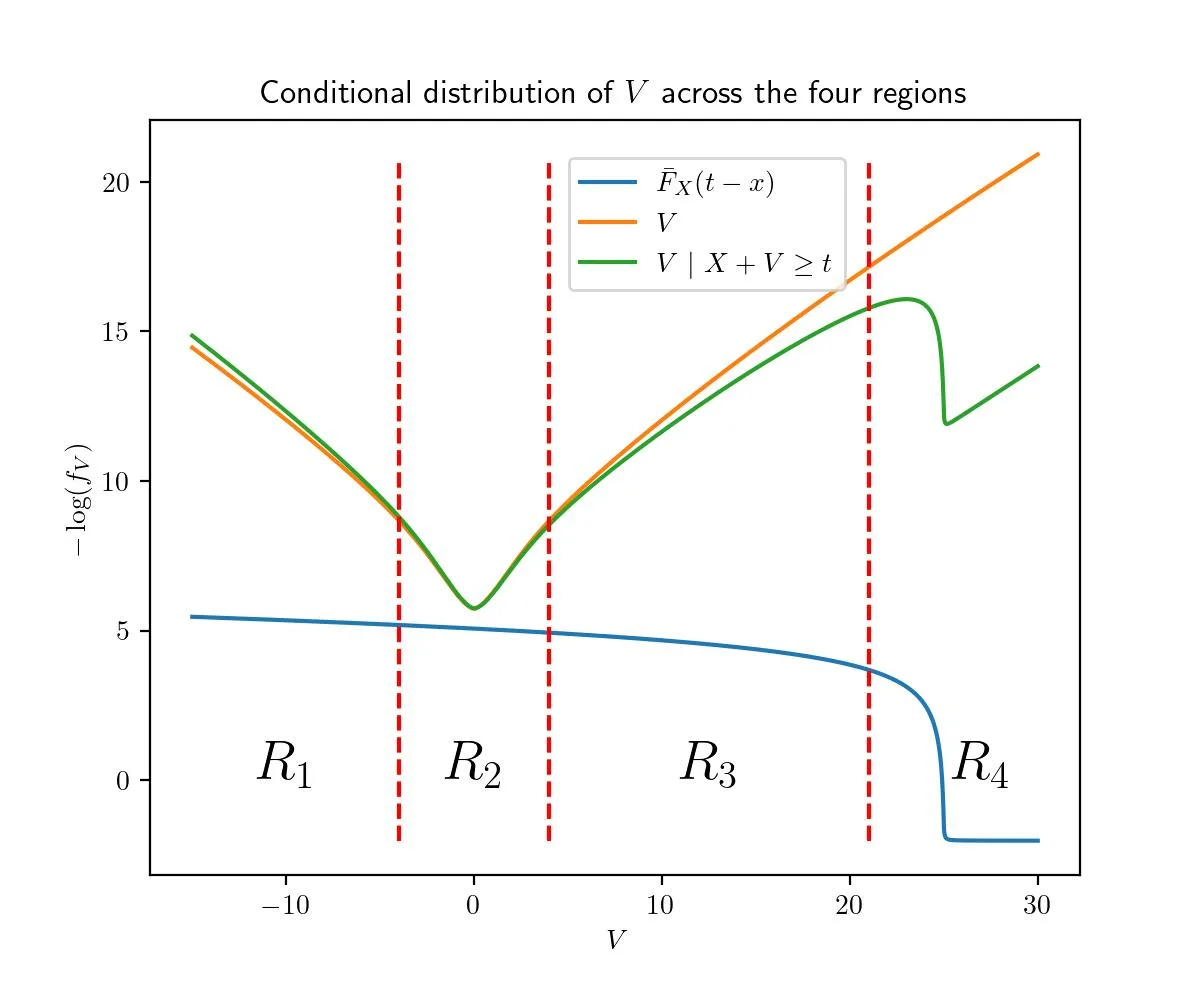 Conditional distribution of V across the four regions
F̄_X(t − x)
V
V | X + V ≥ t
20
15
10
5
0
− log(f_V)
R_1
R_2
R_3
R_4
−10
0
10
20
30
V